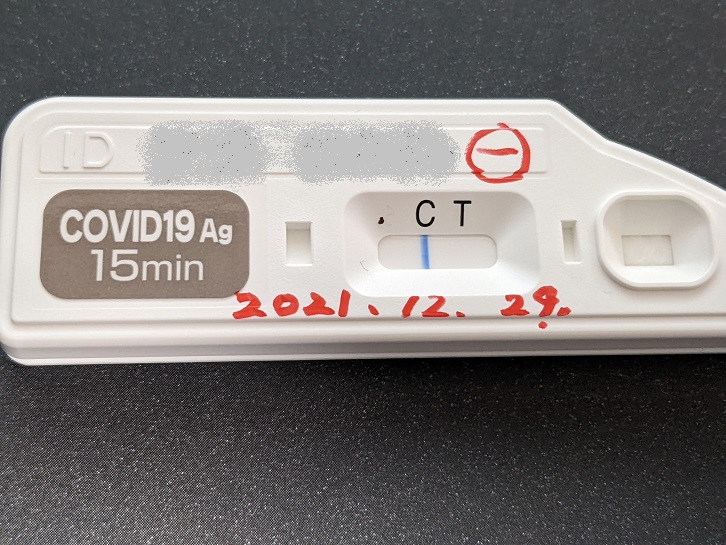 ID ⊖
COVID19 Ag
15min
C T
2021.12.29.